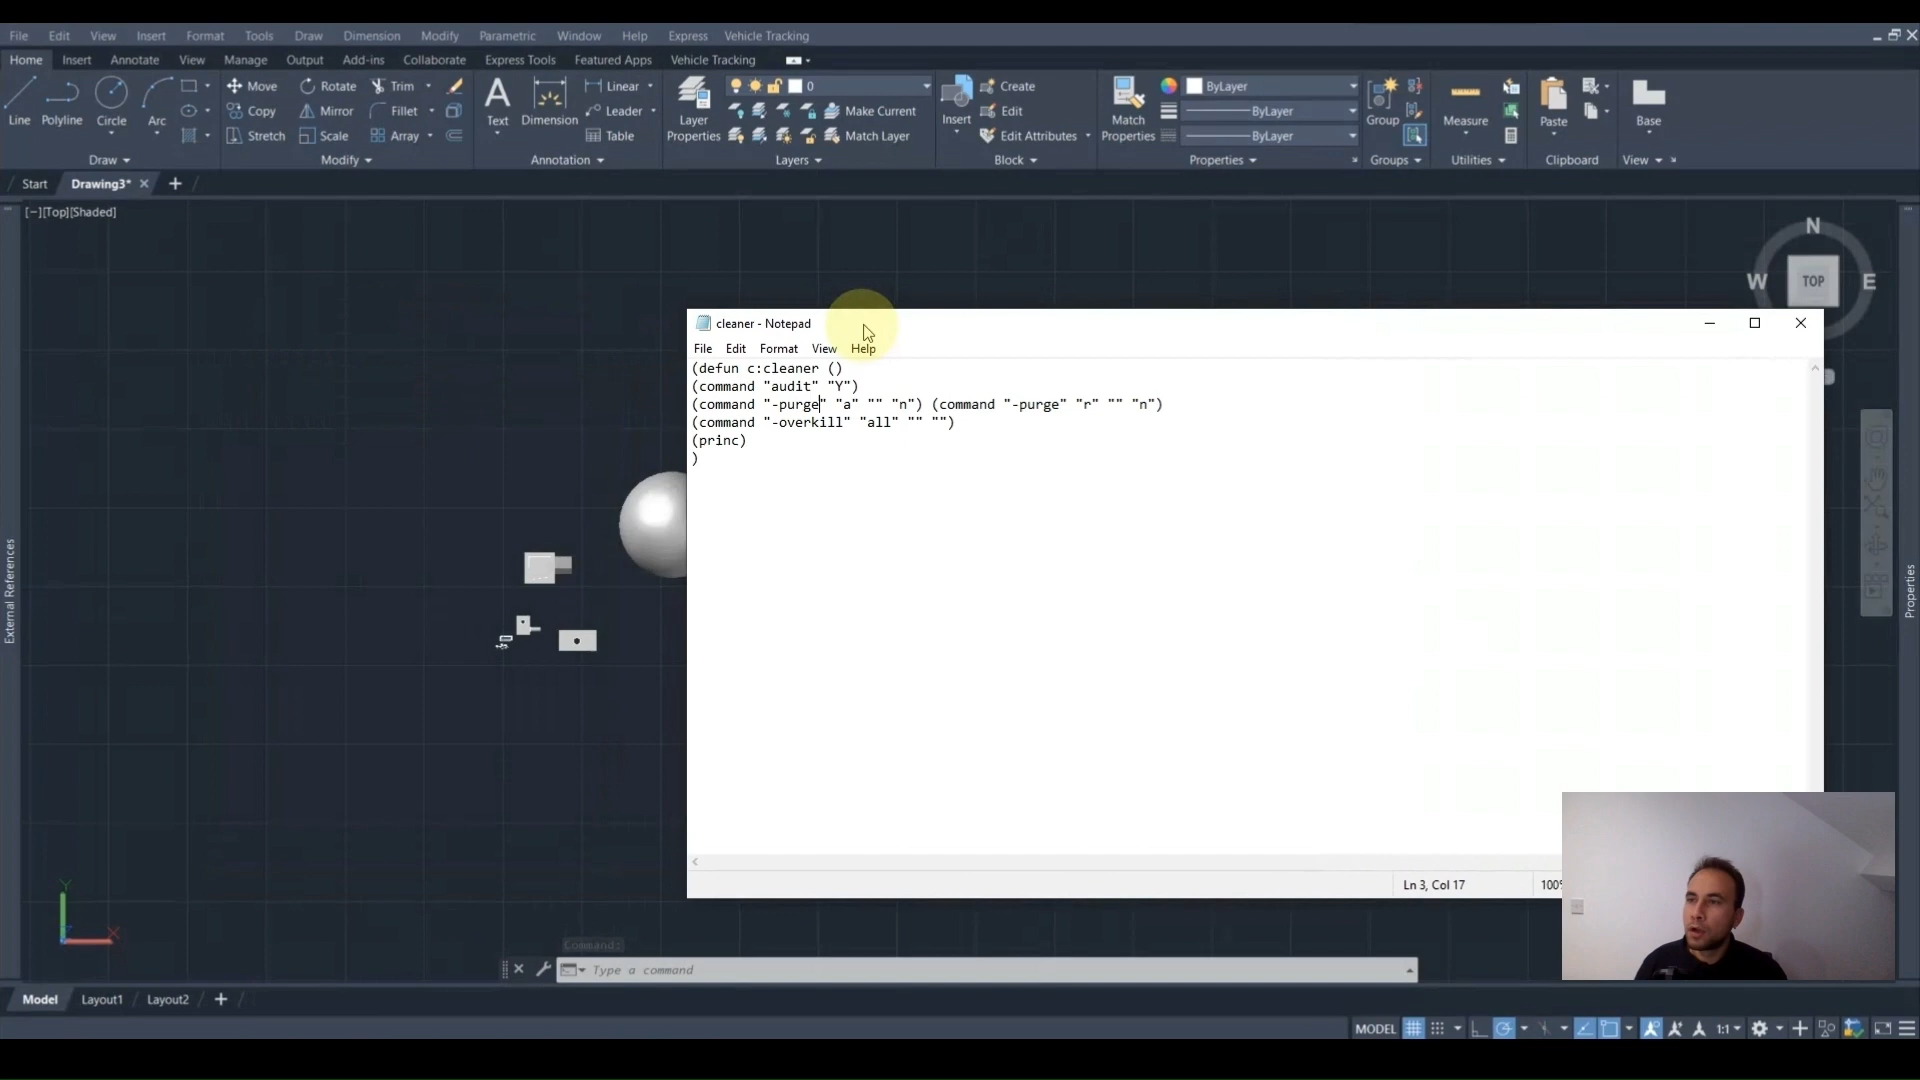 File Edit View Insert Format Tools Draw Dimension Modify Parametric Window Help Express Vehicle Tracking
Home Insert Annotate View Manage Output Add-ins Collaborate Express Tools Featured Apps Vehicle Tracking
Line Polyline Circle Arc
Move Rotate Trim
Copy Mirror Fillet
Stretch Scale Array
Text Dimension
Linear
Leader
Table
Layer
Properties
0
Make Current
Match Layer
Insert
Create
Edit
Edit Attributes
Match
Properties
ByLayer
ByLayer
ByLayer
Group
Measure
Paste
Base
Draw Modify Annotation Layers Block Properties Groups Utilities Clipboard View
Start Drawing3*
[−][Top][Shaded]
N
W TOP E
cleaner - Notepad
File Edit Format View Help
(defun c:cleaner ()
(command "audit" "Y")
(command "-purge" "a" "" "n") (command "-purge" "r" "" "n")
(command "-overkill" "all" "" "")
(princ)
)
External References
Properties
Ln 3, Col 17
100%
Y
X
Command:
Type a command
Model Layout1 Layout2
MODEL 1:1